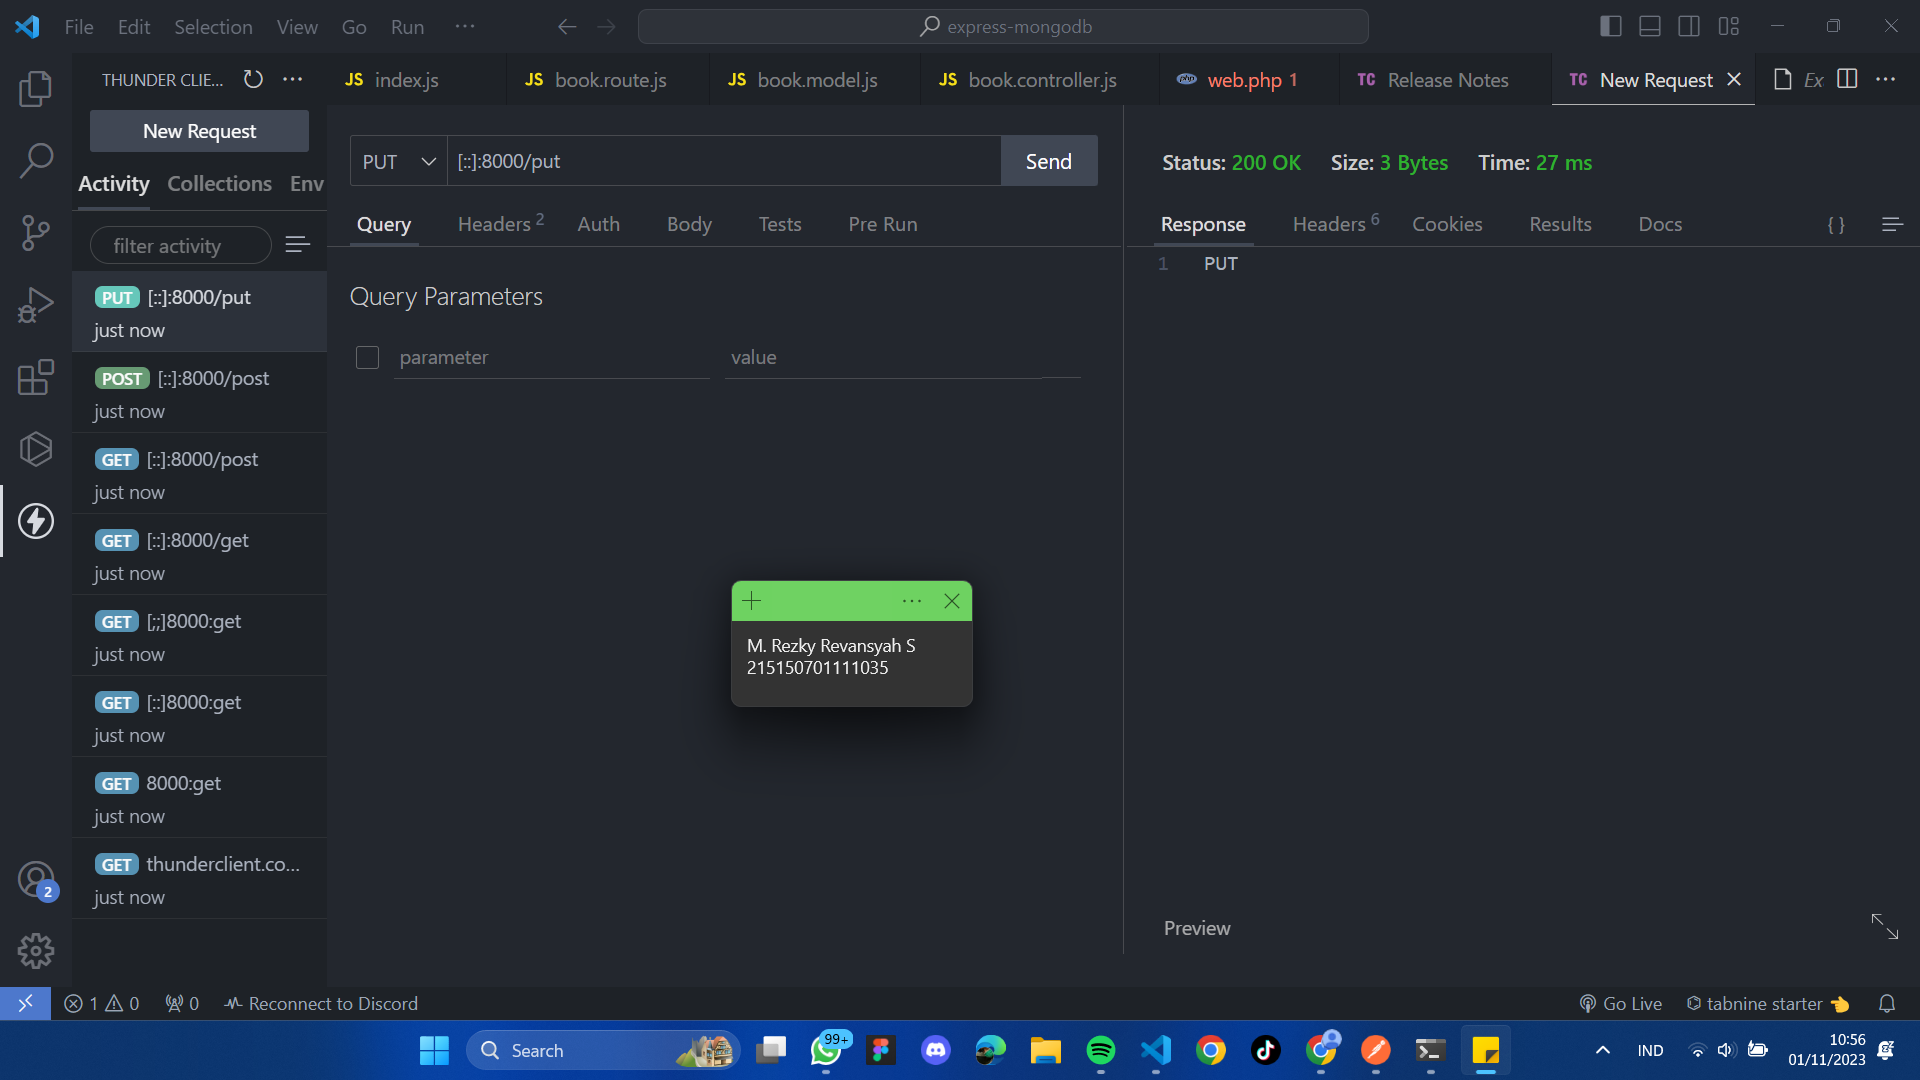 File Edit Selection View Go Run ···
express-mongodb
THUNDER CLIE... ···
JS index.js
JS book.route.js
JS book.model.js
JS book.controller.js
php web.php 1
TC Release Notes
TC New Request
Ex ···
New Request
Activity Collections Env
filter activity
PUT [::]:8000/put
just now
POST [::]:8000/post
just now
GET [::]:8000/post
just now
GET [::]:8000/get
just now
GET [;;]8000:get
just now
GET [::]8000:get
just now
GET 8000:get
just now
GET thunderclient.co...
just now
2
PUT [::]:8000/put Send
Query Headers 2 Auth Body Tests Pre Run
Query Parameters
parameter value
M. Rezky Revansyah S
215150701111035
Status: 200 OK Size: 3 Bytes Time: 27 ms
Response Headers 6 Cookies Results Docs { }
1 PUT
Preview
1 0 0 Reconnect to Discord
Go Live tabnine starter
Search
99+
IND
10:56
01/11/2023